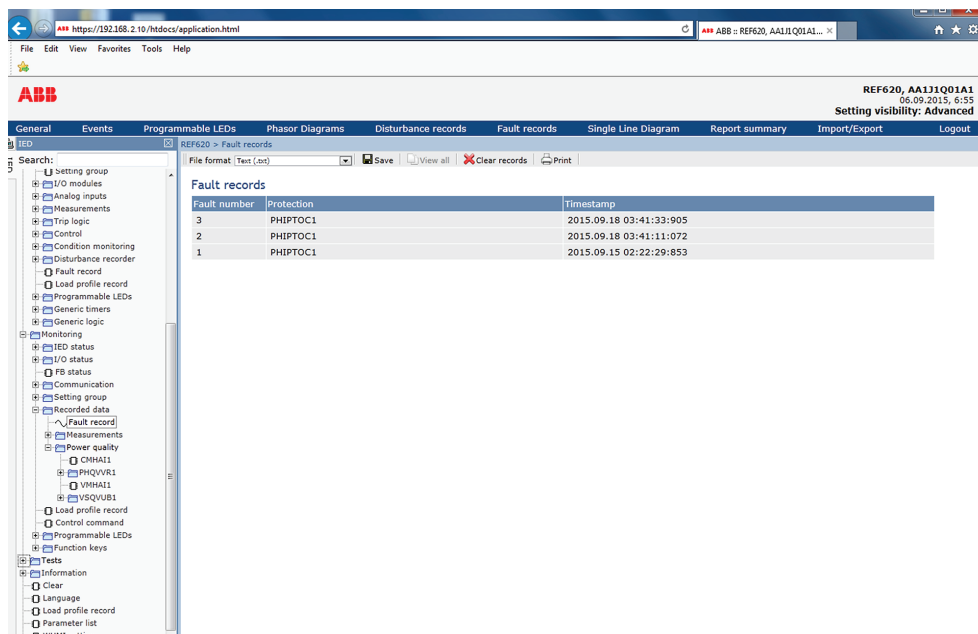 ABB https://192.168.2.10/htdocs/application.html
ABB ABB :: REF620, AA1J1Q01A1...
File Edit View Favorites Tools Help
ABB
REF620, AA1J1Q01A1
06.09.2015, 6:55
Setting visibility: Advanced
General Events Programmable LEDs Phasor Diagrams Disturbance records Fault records Single Line Diagram Report summary Import/Export Logout
IED
REF620 > Fault records
Search:
File format Text (.txt) Save View all Clear records Print
Setting group
I/O modules
Analog inputs
Measurements
Trip logic
Control
Condition monitoring
Disturbance recorder
Fault record
Load profile record
Programmable LEDs
Generic timers
Generic logic
Monitoring
IED status
I/O status
FB status
Communication
Setting group
Recorded data
Fault record
Measurements
Power quality
CMHAI1
PHQVVR1
VMHAI1
VSQVUB1
Load profile record
Control command
Programmable LEDs
Function keys
Tests
Information
Clear
Language
Load profile record
Parameter list
Fault records
Fault number Protection Timestamp
3 PHIPTOC1 2015.09.18 03:41:33:905
2 PHIPTOC1 2015.09.18 03:41:11:072
1 PHIPTOC1 2015.09.15 02:22:29:853